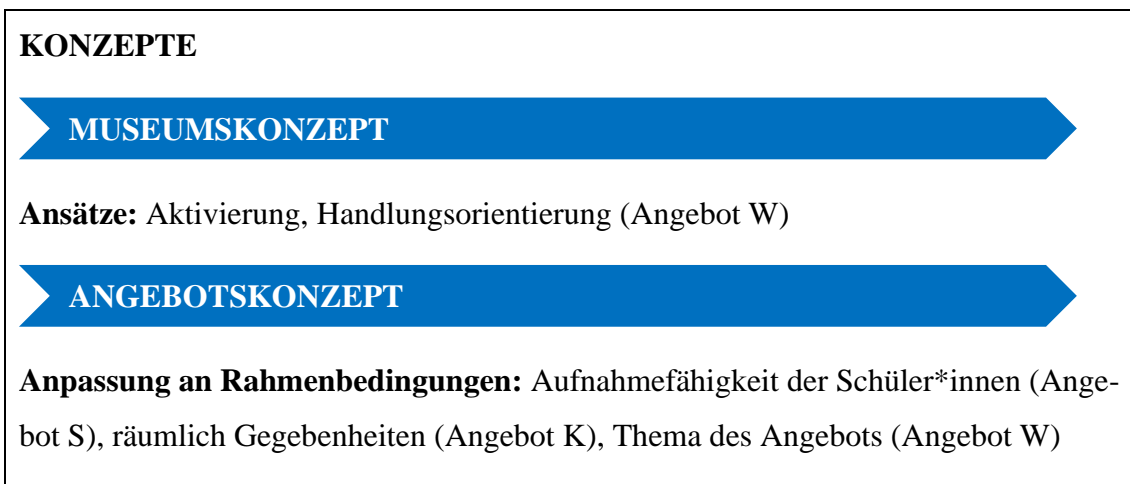 KONZEPTE
MUSEUMSKONZEPT
Ansätze: Aktivierung, Handlungsorientierung (Angebot W)
ANGEBOTSKONZEPT
Anpassung an Rahmenbedingungen: Aufnahmefähigkeit der Schüler*innen (Ange-
bot S), räumlich Gegebenheiten (Angebot K), Thema des Angebots (Angebot W)